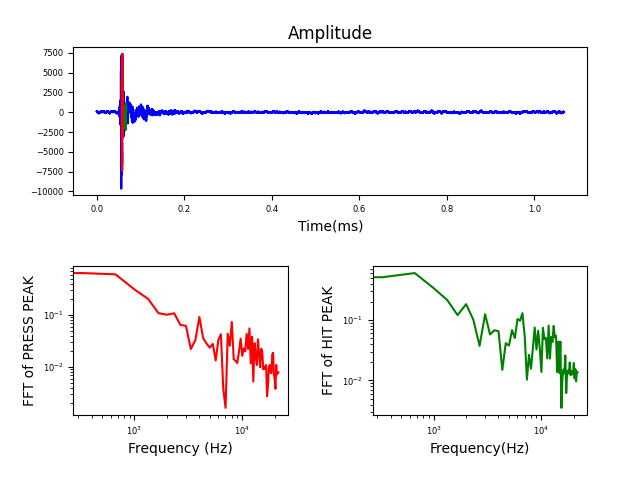 Amplitude
7500
5000
2500
0
−2500
−5000
−7500
−10000
0.0 0.2 0.4 0.6 0.8 1.0
Time(ms)
FFT of PRESS PEAK
10⁻¹
10⁻²
10³ 10⁴
Frequency (Hz)
FFT of HIT PEAK
10⁻¹
10⁻²
10³ 10⁴
Frequency(Hz)